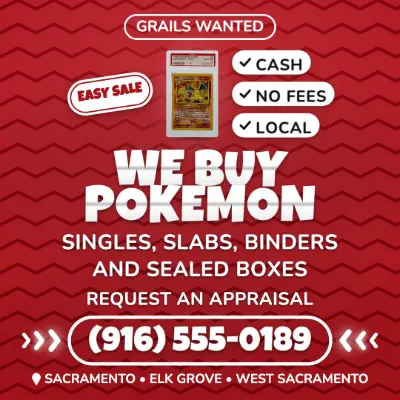 GRAILS WANTED
EASY SALE
CASH
NO FEES
LOCAL
WE BUY
POKEMON
SINGLES, SLABS, BINDERS
AND SEALED BOXES
REQUEST AN APPRAISAL
(916) 555-0189
SACRAMENTO • ELK GROVE • WEST SACRAMENTO